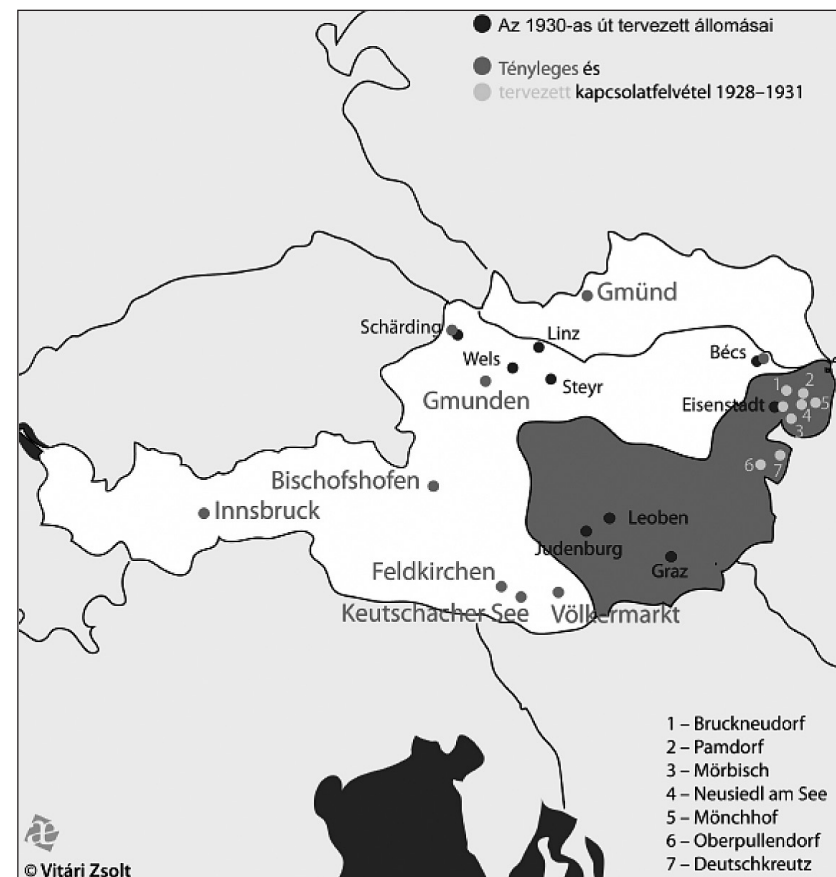 Az 1930-as út tervezett állomásai
Tényleges és
tervezett kapcsolatfelvétel 1928–1931
Gmünd
Schärding
Linz
Wels
Bécs
Steyr
Gmunden
Eisenstadt
1
2
5
4
3
6
7
Bischofshofen
Innsbruck
Leoben
Judenburg
Graz
Feldkirchen
Keutschacher See
Völkermarkt
1 – Bruckneudorf
2 – Pamdorf
3 – Mörbisch
4 – Neusiedl am See
5 – Mönchhof
6 – Oberpullendorf
7 – Deutschkreutz
© Vitári Zsolt